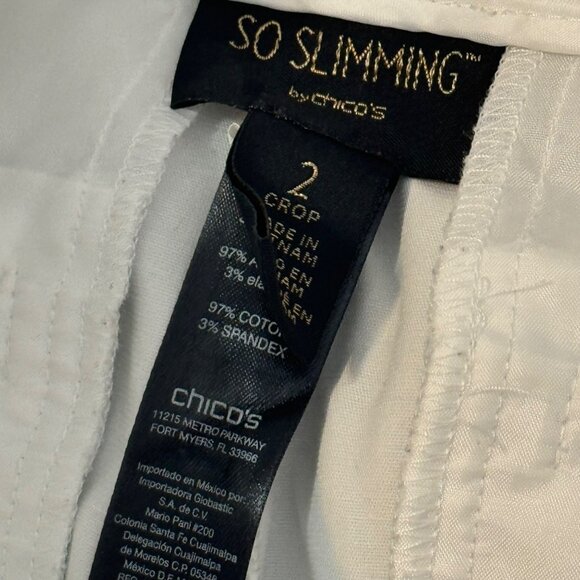 SO SLIMMING™
by chico's
2
CROP
MADE IN
97%
3%
97%
3% SPANDEX
chico's
11215 METRO PARKWAY
FORT MYERS, FL 33966
Importado en México por:
Importadora Globastic
S.A. de C.V.
Mario Pani #200
Colonia Santa Fe Cuajimalpa
Delegación Cuajimalpa
de Morelos C.P. 05348